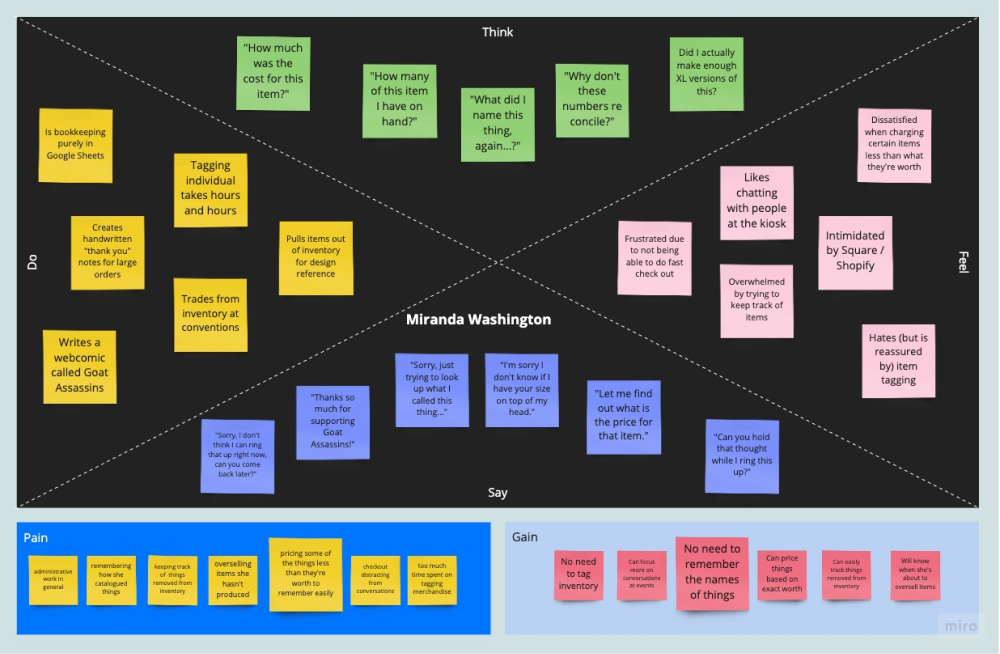 Think
"How much
was the
cost for this
item?"
"How many
of this item
I have on
hand?"
"What did I
name this
thing,
again...?"
"Why don't
these
numbers re
concile?"
Did I actually
make enough
XL versions of
this?
Do
Is bookkeeping
purely in
Google Sheets
Tagging
individual
takes hours
and hours
Creates
handwritten
"thank you"
notes for large
orders
Pulls items out
of inventory
for design
reference
Trades from
inventory at
conventions
Writes a
webcomic
called Goat
Assassins
Feel
Dissatisfied
when charging
certain items
less than what
they're worth
Likes
chatting
with people
at the kiosk
Frustrated due
to not being
able to do fast
check out
Intimidated
by Square /
Shopify
Overwhelmed
by trying to
keep track of
items
Hates (but is
reassured
by) item
tagging
Miranda Washington
"Sorry, I don't
think I can ring
that up right now,
can you come
back later?"
"Thanks so
much for
supporting
Goat
Assassins!"
"Sorry, just
trying to look
up what I
called this
thing..."
"I'm sorry I
don't know if I
have your size
on top of my
head."
"Let me find
out what is
the price for
that item."
"Can you hold
that thought
while I ring this
up?"
Say
Pain
administrative
work in
general
remembering
how she
catalogued
things
keeping track
of things
removed from
inventory
overselling
items she
hasn't
produced
pricing some of
the things less
than they're
worth to
remember easily
checkout
distracting
from
conversations
too much
time spent on
tagging
merchandise
Gain
No need
to tag
inventory
Can focus
more on
conversations
at events
No need to
remember
the names
of things
Can price
things
based on
exact worth
Can easily
track things
removed from
inventory
Will know
when she's
about to
oversell items
miro